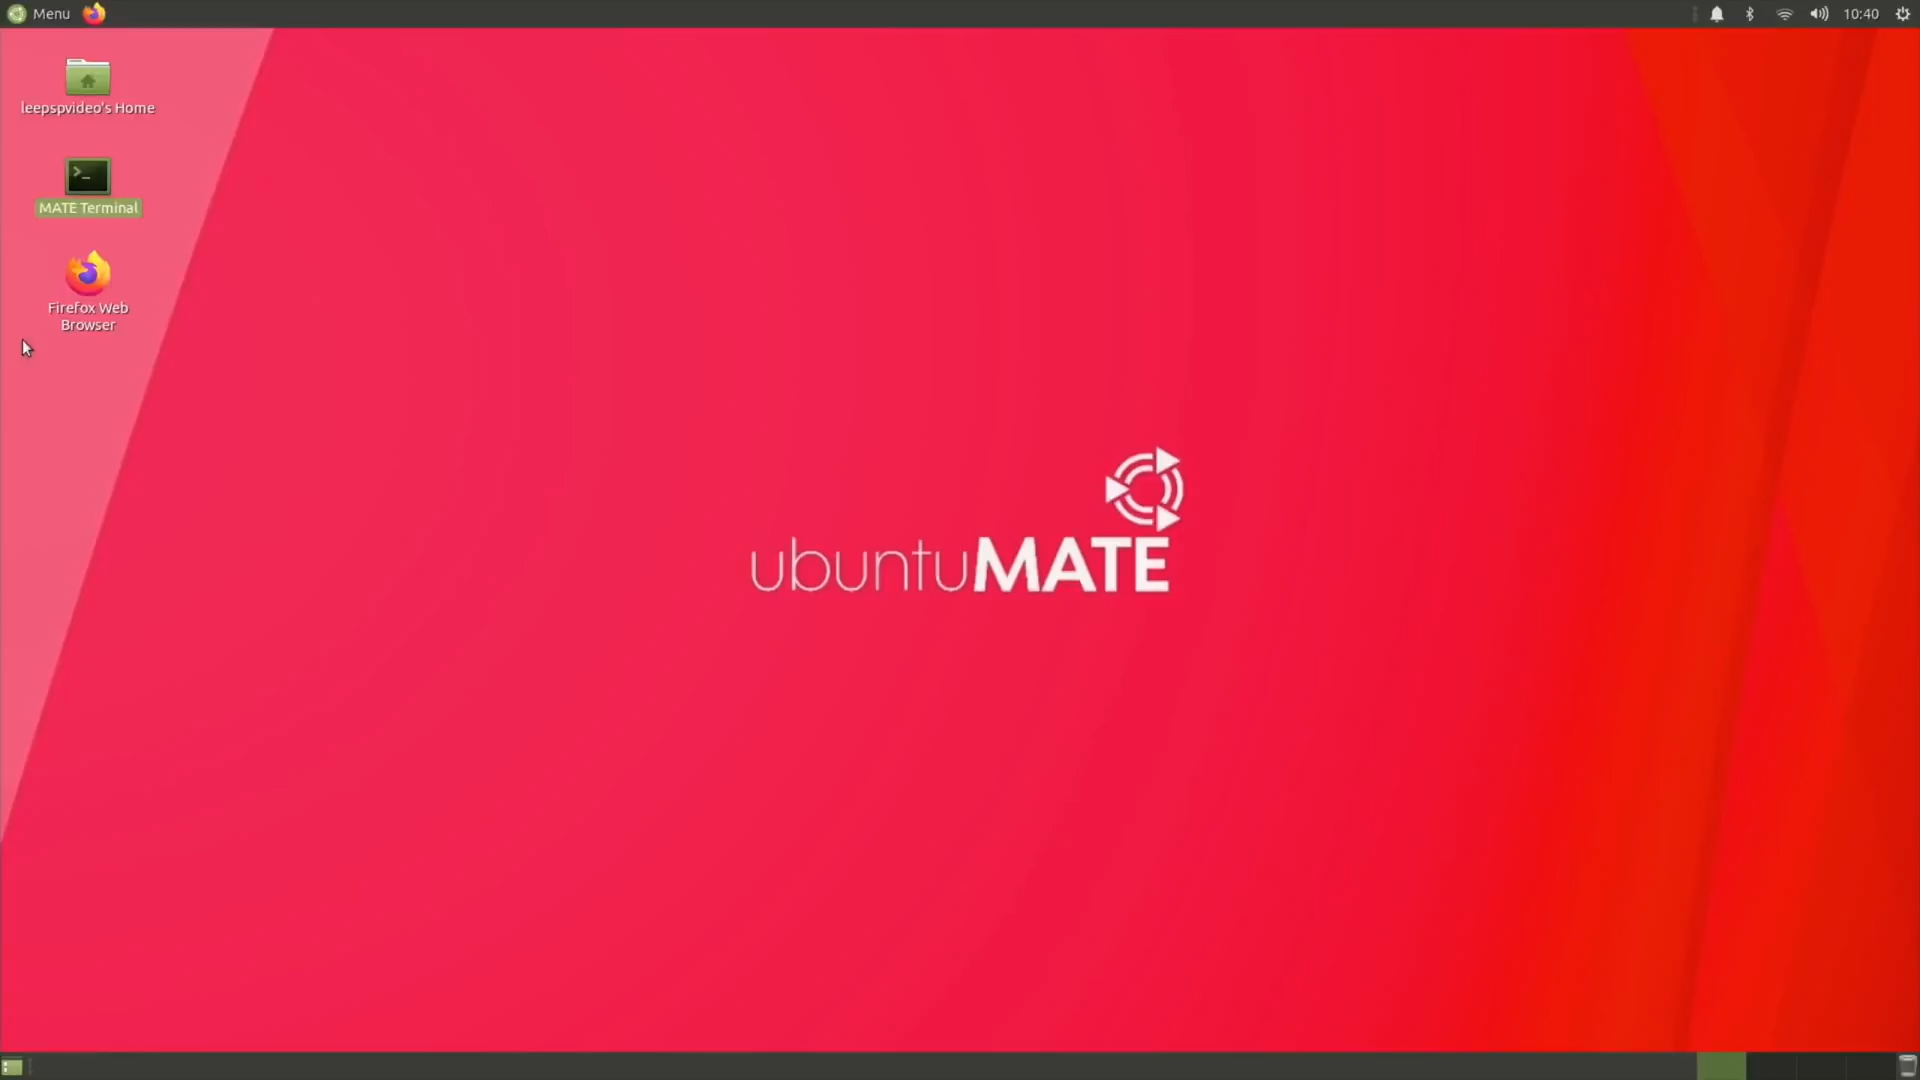 Menu
10:40
leepspvideo's Home
MATE Terminal
Firefox Web
Browser
ubuntuMATE